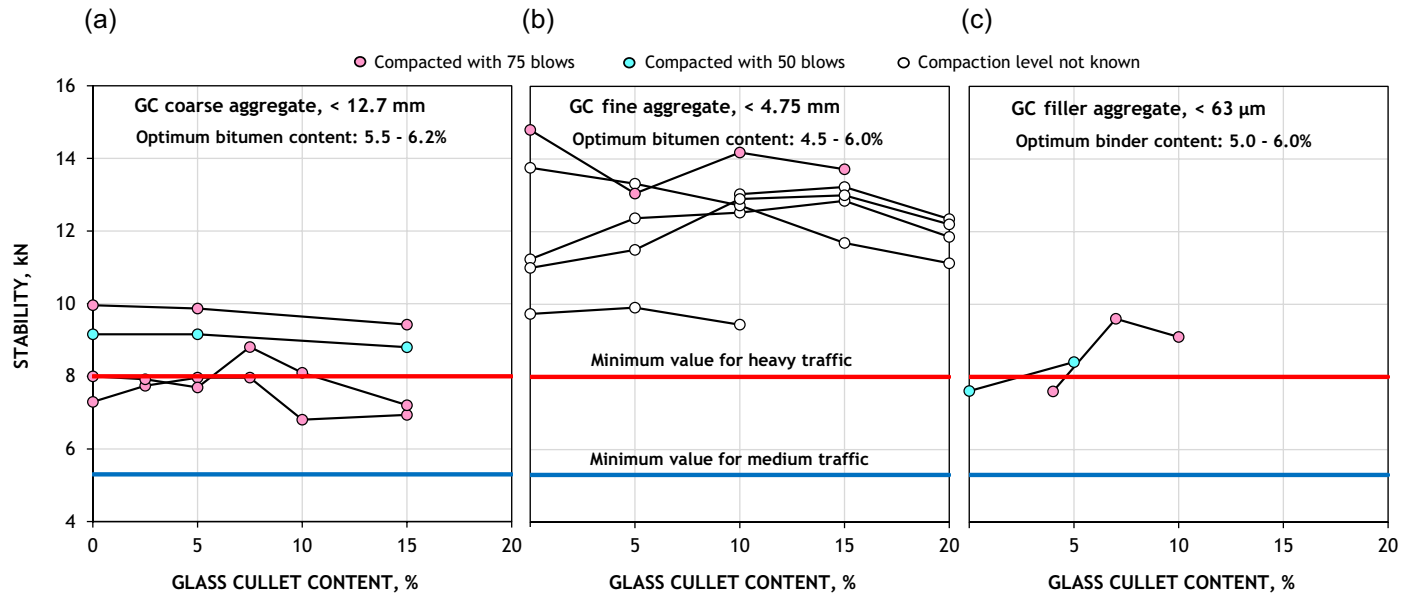 (a)
(b)
(c)
Compacted with 75 blows
Compacted with 50 blows
Compaction level not known
STABILITY, kN
16
14
12
10
8
6
4
GC coarse aggregate, < 12.7 mm
Optimum bitumen content: 5.5 - 6.2%
0
5
10
15
20
GLASS CULLET CONTENT, %
GC fine aggregate, < 4.75 mm
Optimum bitumen content: 4.5 - 6.0%
Minimum value for heavy traffic
Minimum value for medium traffic
5
10
15
20
GLASS CULLET CONTENT, %
GC filler aggregate, < 63 µm
Optimum binder content: 5.0 - 6.0%
5
10
15
20
GLASS CULLET CONTENT, %